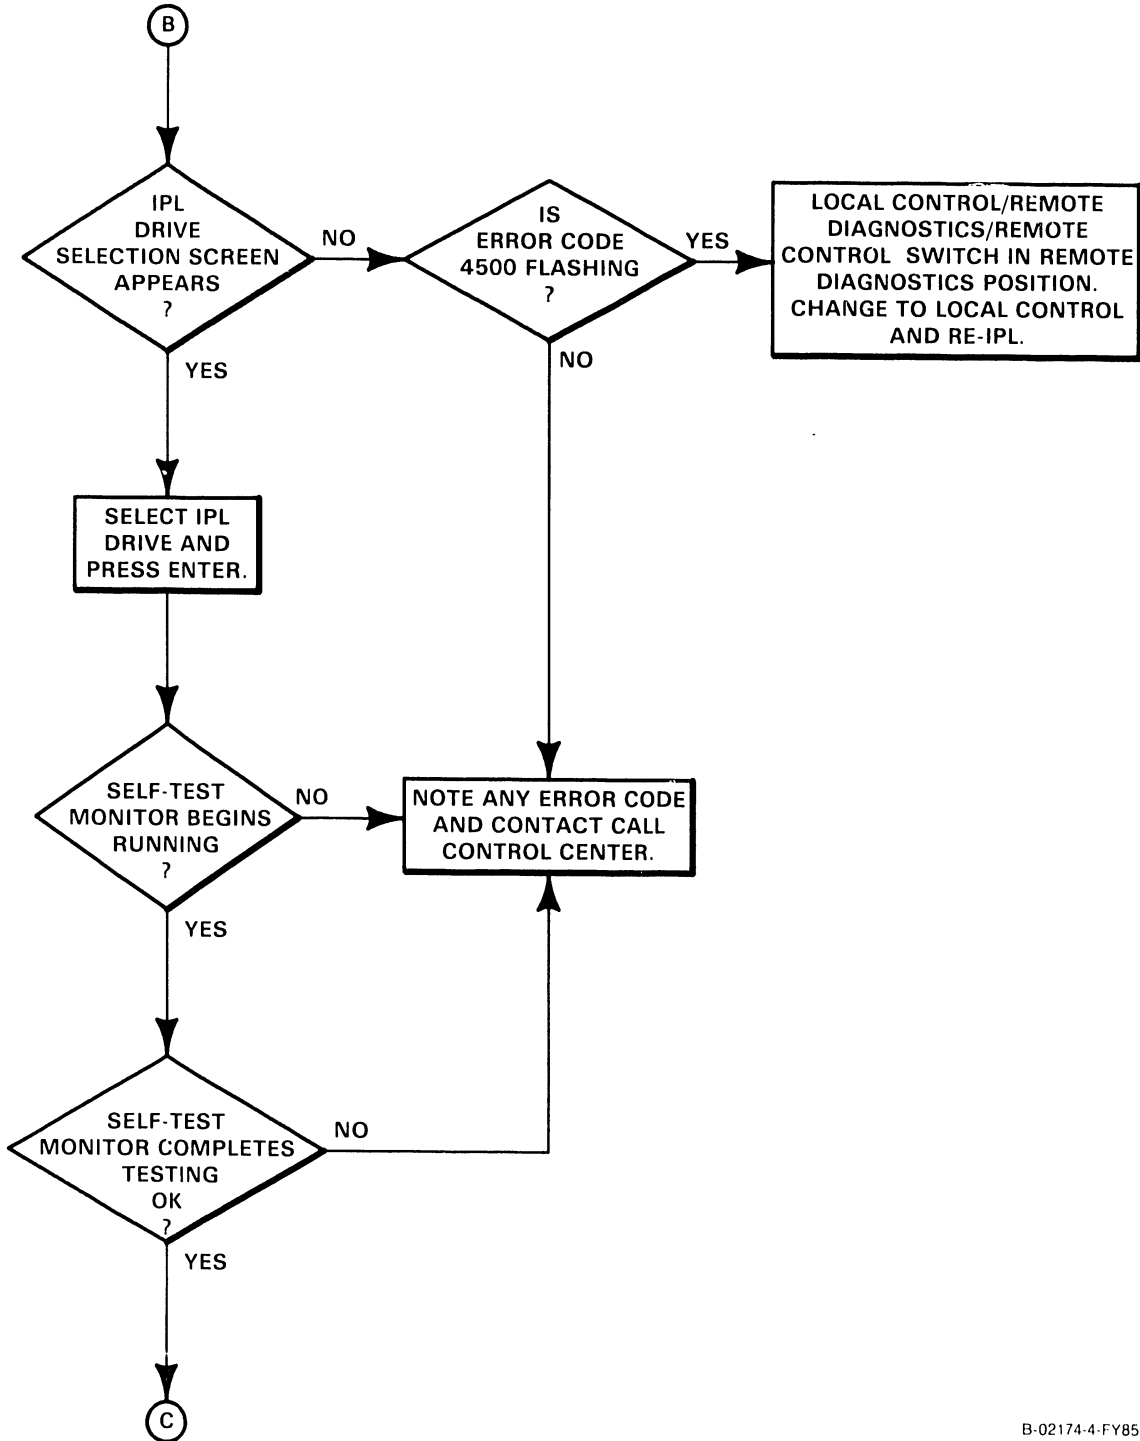 B
IPL
DRIVE
SELECTION SCREEN
APPEARS
?
NO
YES
IS
ERROR CODE
4500 FLASHING
?
YES
NO
LOCAL CONTROL/REMOTE
DIAGNOSTICS/REMOTE
CONTROL SWITCH IN REMOTE
DIAGNOSTICS POSITION.
CHANGE TO LOCAL CONTROL
AND RE-IPL.
SELECT IPL
DRIVE AND
PRESS ENTER.
SELF-TEST
MONITOR BEGINS
RUNNING
?
NO
YES
NOTE ANY ERROR CODE
AND CONTACT CALL
CONTROL CENTER.
SELF-TEST
MONITOR COMPLETES
TESTING
OK
?
NO
YES
C
B-02174-4-FY85